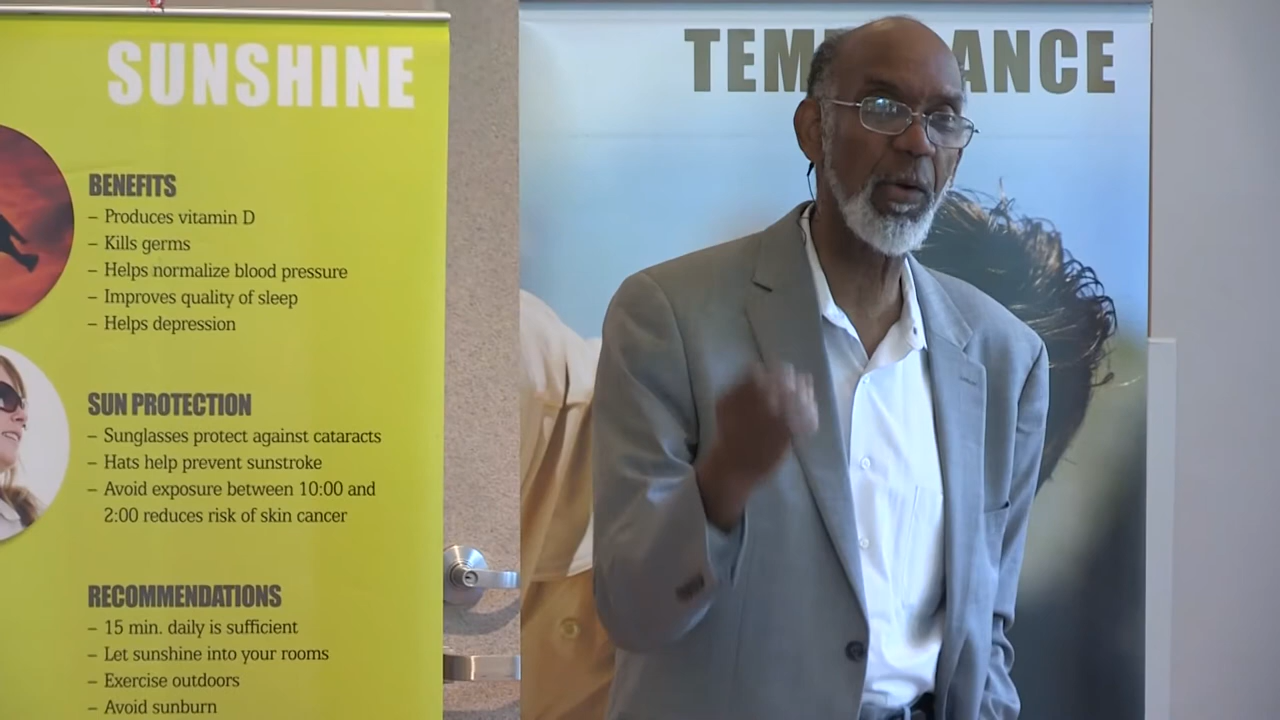 SUNSHINE
BENEFITS
– Produces vitamin D
– Kills germs
– Helps normalize blood pressure
– Improves quality of sleep
– Helps depression
SUN PROTECTION
– Sunglasses protect against cataracts
– Hats help prevent sunstroke
– Avoid exposure between 10:00 and
2:00 reduces risk of skin cancer
RECOMMENDATIONS
– 15 min. daily is sufficient
– Let sunshine into your rooms
– Exercise outdoors
– Avoid sunburn
TEM ANCE